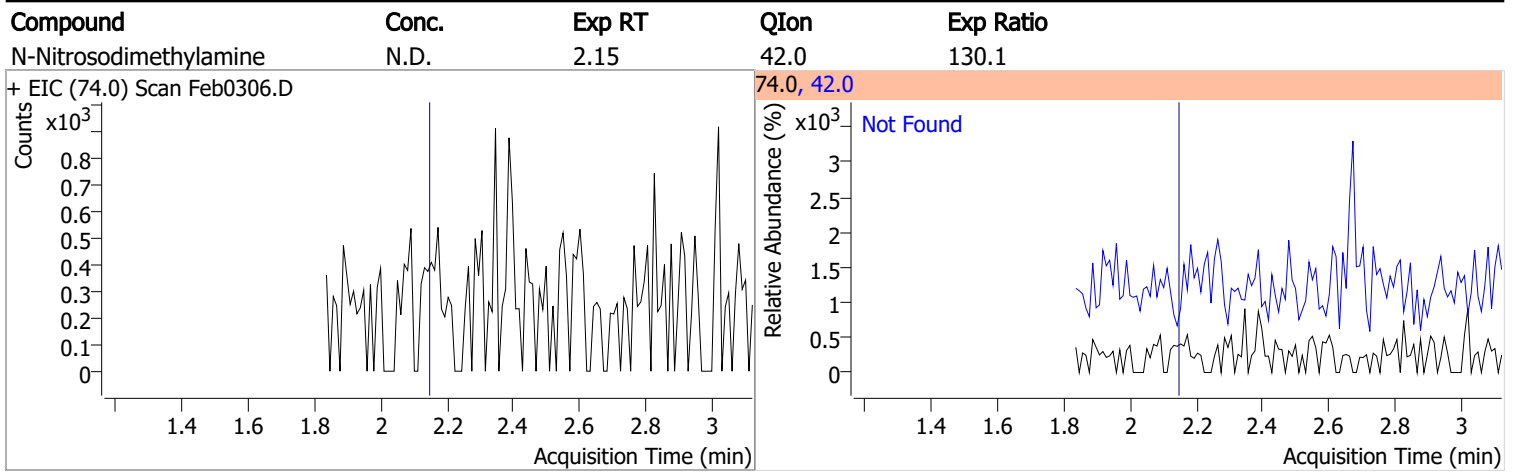 Compound Conc. Exp RT QIon Exp Ratio
N-Nitrosodimethylamine N.D. 2.15 42.0 130.1
+ EIC (74.0) Scan Feb0306.D
Counts
x10³
0.8
0.7
0.6
0.5
0.4
0.3
0.2
0.1
0
1.4 1.6 1.8 2 2.2 2.4 2.6 2.8 3
Acquisition Time (min)
74.0, 42.0
Relative Abundance (%)
x10³
Not Found
3
2.5
2
1.5
1
0.5
0
1.4 1.6 1.8 2 2.2 2.4 2.6 2.8 3
Acquisition Time (min)